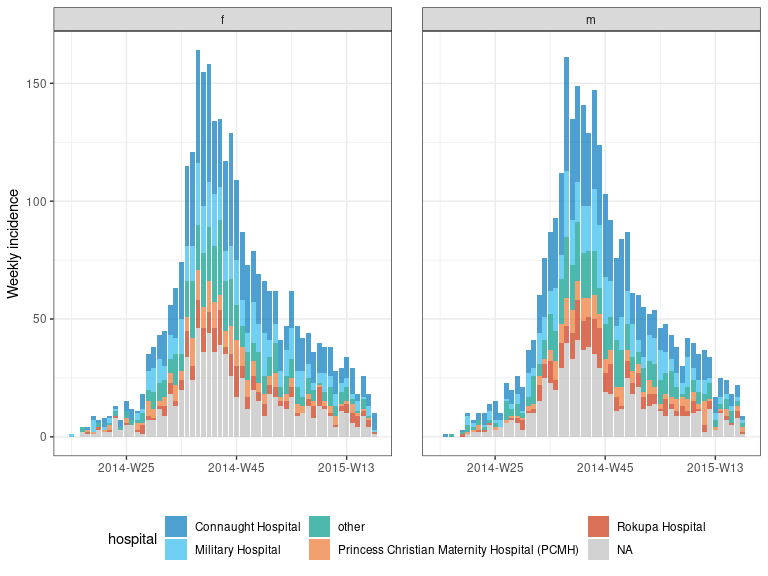 f m
150
100
50
0
Weekly incidence
2014-W25 2014-W45 2015-W13 2014-W25 2014-W45 2015-W13
hospital
Connaught Hospital other Rokupa Hospital
Military Hospital Princess Christian Maternity Hospital (PCMH) NA